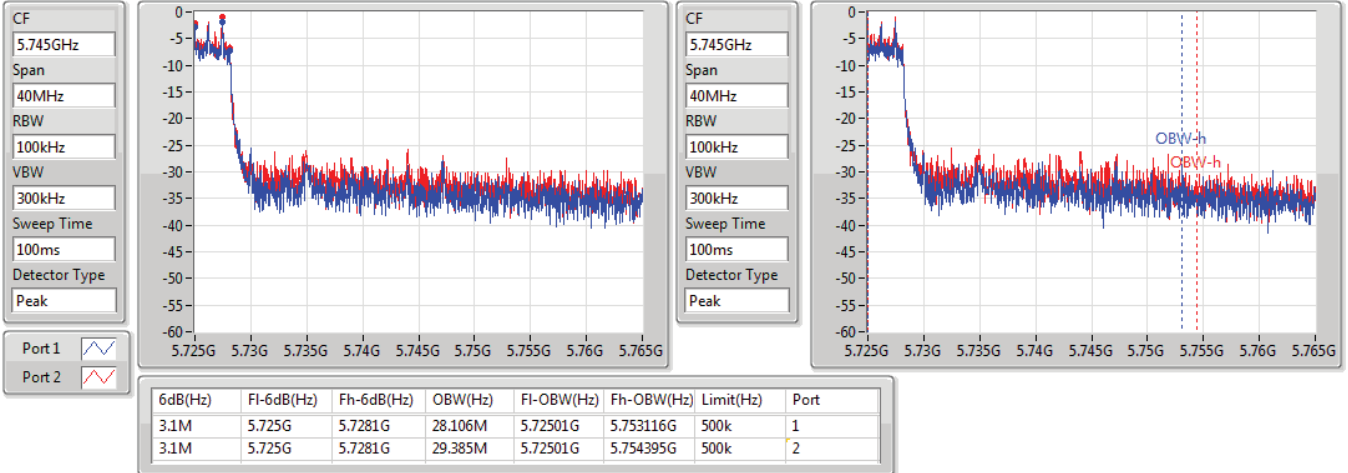 CF
5.745GHz
Span
40MHz
RBW
100kHz
VBW
300kHz
Sweep Time
100ms
Detector Type
Peak
Port 1
Port 2
0
-5
-10
-15
-20
-25
-30
-35
-40
-45
-50
-55
-60
5.725G 5.73G 5.735G 5.74G 5.745G 5.75G 5.755G 5.76G 5.765G
CF
5.745GHz
Span
40MHz
RBW
100kHz
VBW
300kHz
Sweep Time
100ms
Detector Type
Peak
0
-5
-10
-15
-20
-25
-30
-35
-40
-45
-50
-55
-60
OBW-h
OBW-h
5.725G 5.73G 5.735G 5.74G 5.745G 5.75G 5.755G 5.76G 5.765G
6dB(Hz) Fl-6dB(Hz) Fh-6dB(Hz) OBW(Hz) Fl-OBW(Hz) Fh-OBW(Hz) Limit(Hz) Port
3.1M 5.725G 5.7281G 28.106M 5.72501G 5.753116G 500k 1
3.1M 5.725G 5.7281G 29.385M 5.72501G 5.754395G 500k 2